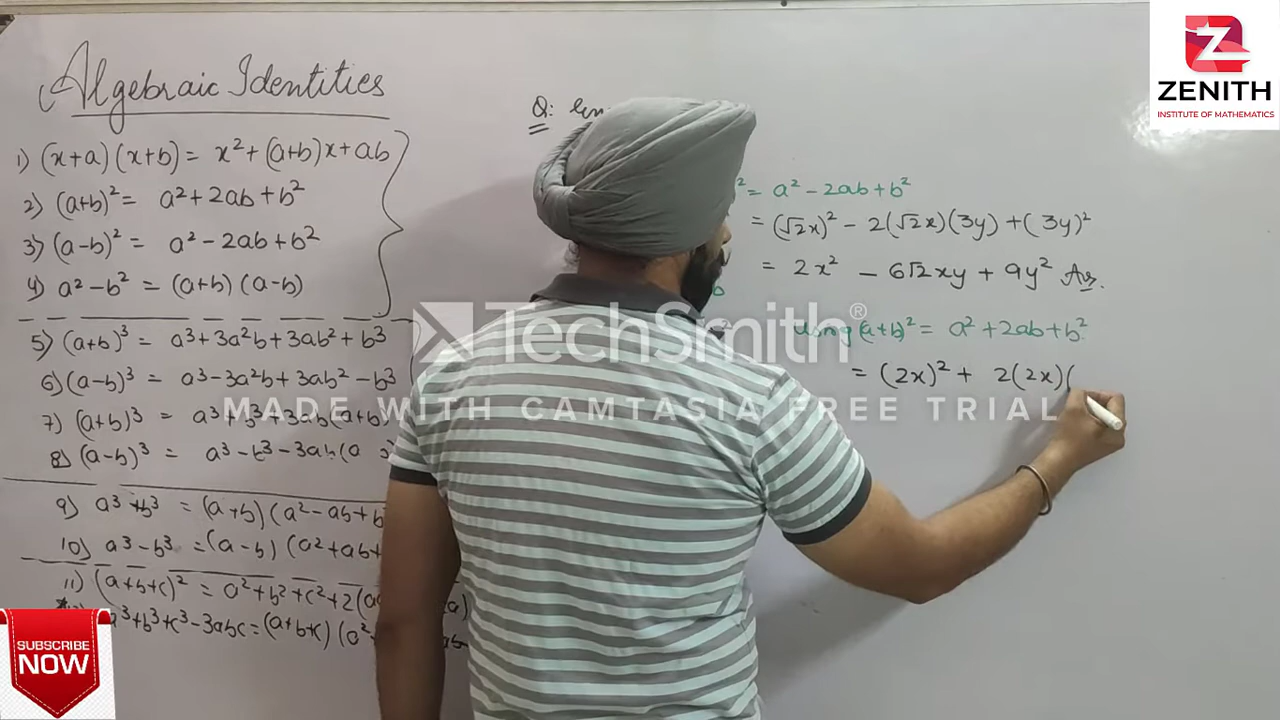 Algebraic Identities
1) (x+a)(x+b) = x²+(a+b)x+ab
2) (a+b)² = a²+2ab+b²
3) (a-b)² = a²-2ab+b²
4) a²-b² = (a+b)(a-b)
5) (a+b)³ = a³+3a²b+3ab²+b³
6) (a-b)³ = a³-3a²b+3ab²-b³
7) (a+b)³ = a³+b³+3ab(a+b)
8) (a-b)³ = a³-b³-3ab(a
9) a³+b³ = (a+b)(a²-ab+b
10) a³-b³ = (a-b)(a²+ab+
11) (a+b+c)² = a²+b²+c²+2(a
a³+b³+c³-3abc = (a+b+c)(a²
Q:
²= a²-2ab+b²
= (√2x)² - 2(√2x)(3y) + (3y)²
= 2x² - 6√2xy + 9y² Ans.
b
using (a+b)² = a²+2ab+b²
= (2x)² + 2(2x)(
TechSmith®
MADE WITH CAMTASIA FREE TRIAL
Z
ZENITH
INSTITUTE OF MATHEMATICS
SUBSCRIBE
NOW